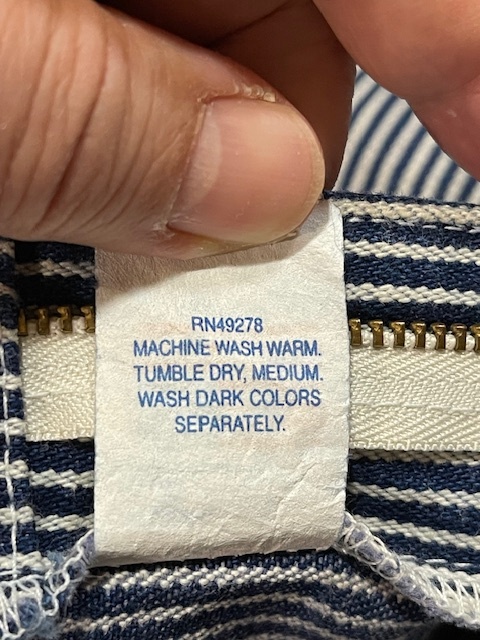 RN49278
MACHINE WASH WARM.
TUMBLE DRY, MEDIUM.
WASH DARK COLORS
SEPARATELY.